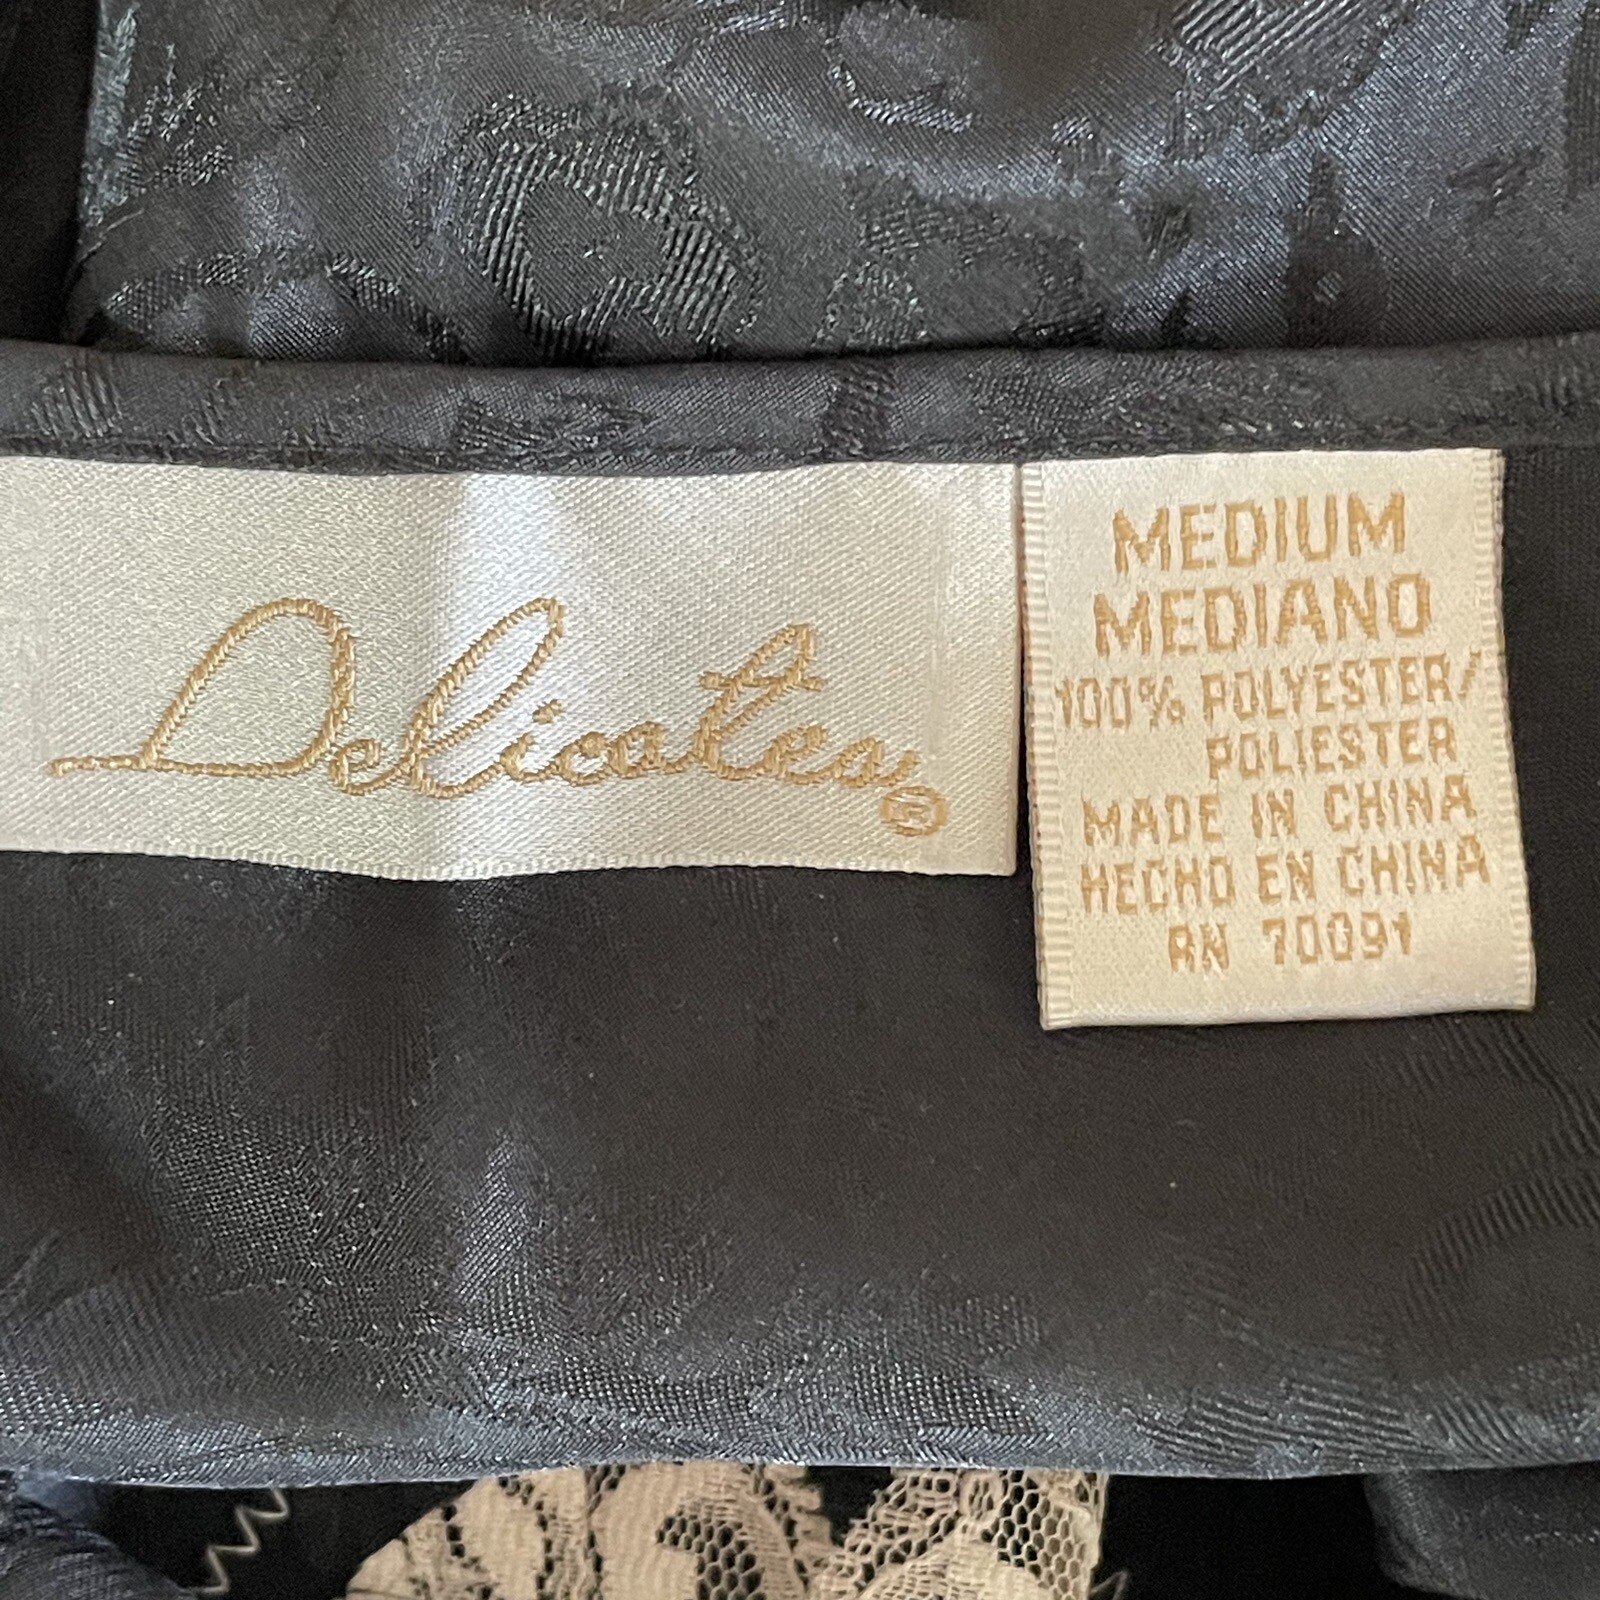 Delicates®
MEDIUM
MEDIANO
100% POLYESTER/
POLIESTER
MADE IN CHINA
HECHO EN CHINA
RN 70091